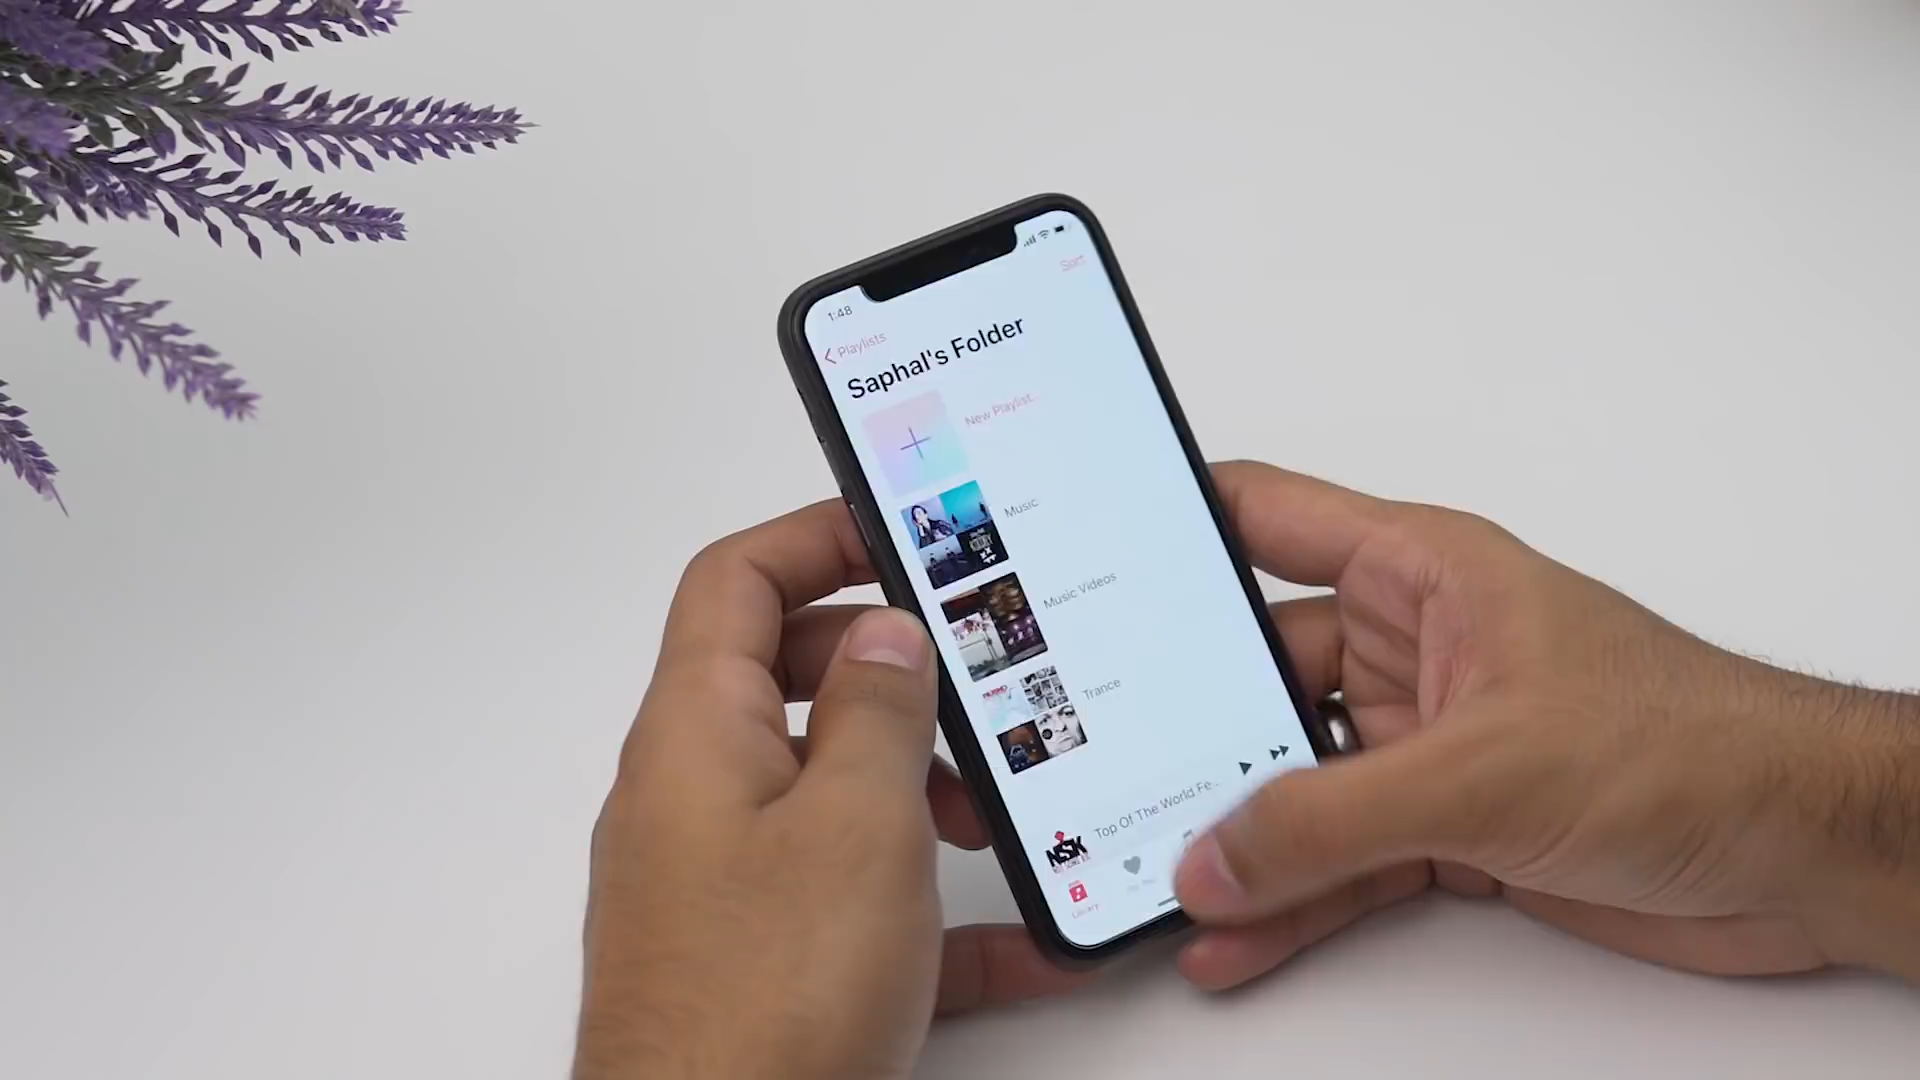 1:48
Sort
Playlists
Saphal's Folder
New Playlist...
Music
Music Videos
Trance
Top Of The World Fe...
NSK
Library